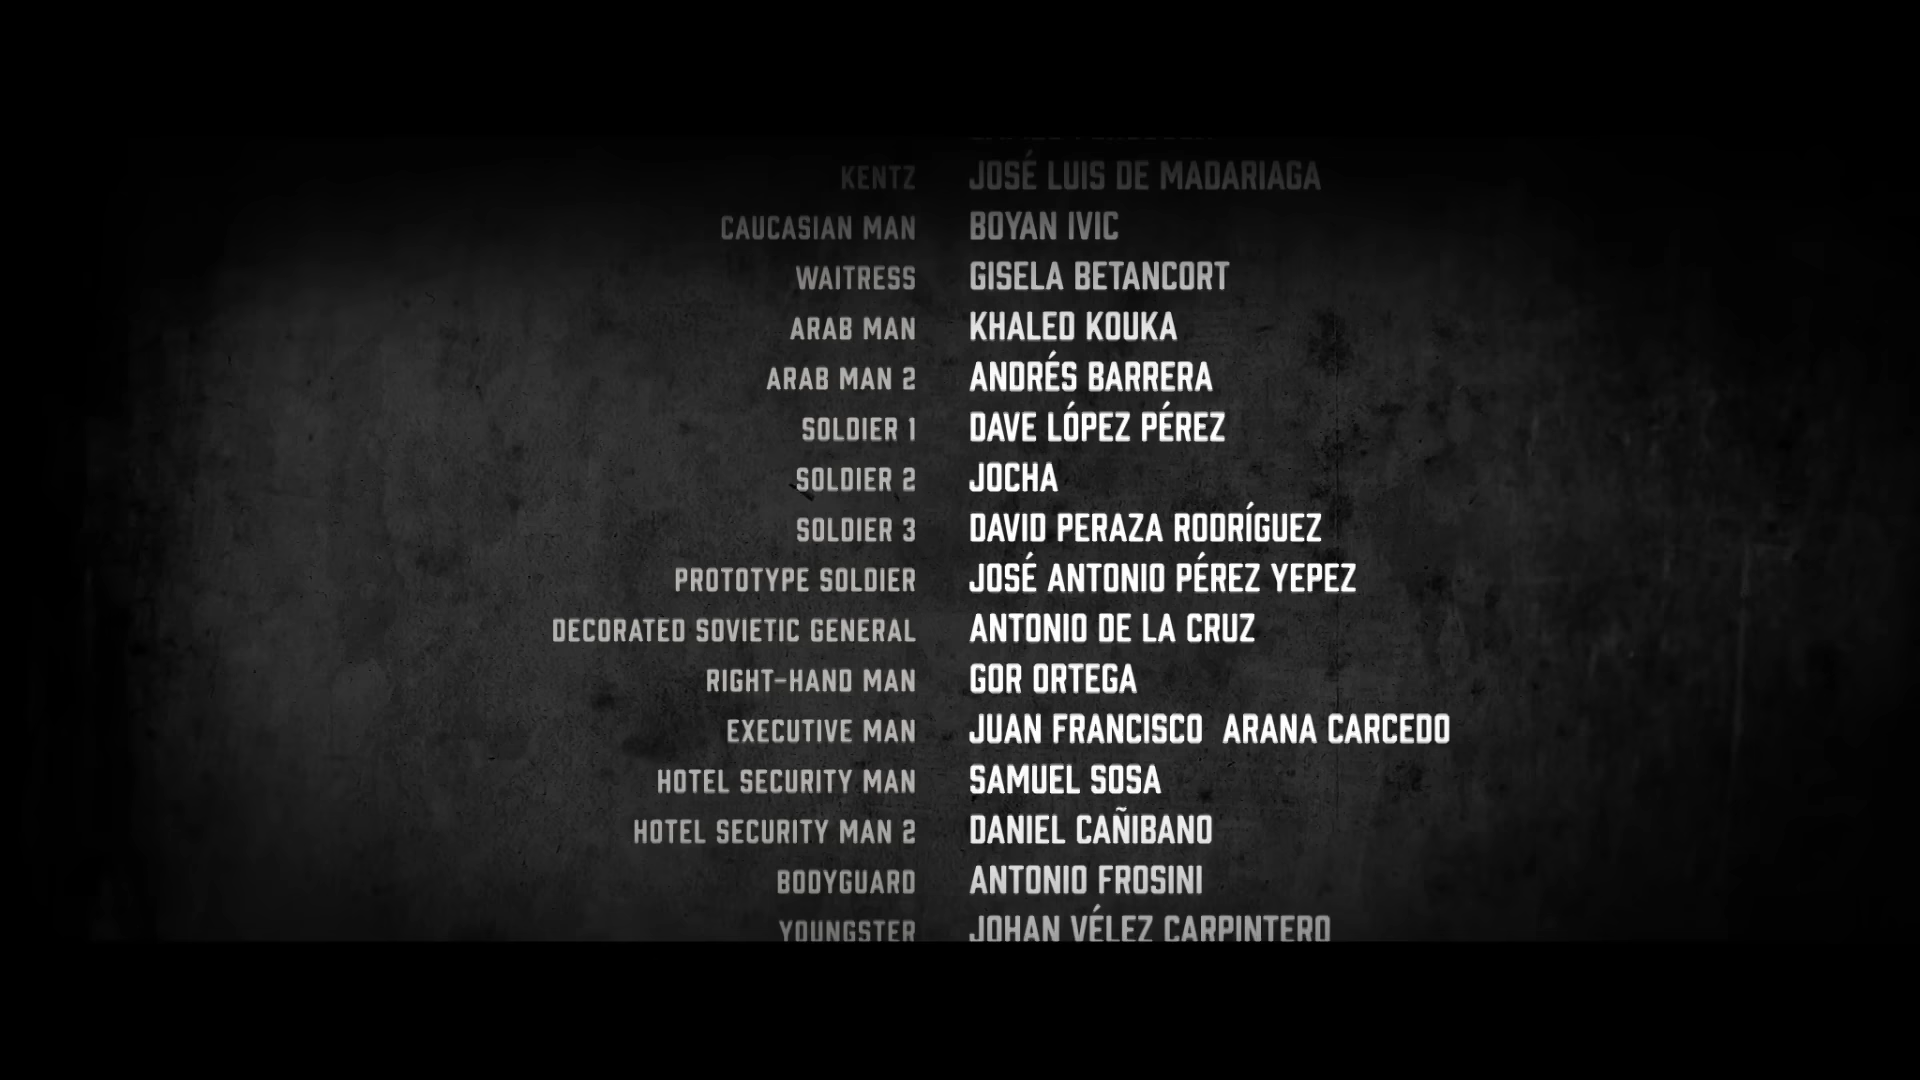 KENTZ JOSÉ LUIS DE MADARIAGA
CAUCASIAN MAN BOYAN IVIC
WAITRESS GISELA BETANCORT
ARAB MAN KHALED KOUKA
ARAB MAN 2 ANDRÉS BARRERA
SOLDIER 1 DAVE LÓPEZ PÉREZ
SOLDIER 2 JOCHA
SOLDIER 3 DAVID PERAZA RODRÍGUEZ
PROTOTYPE SOLDIER JOSÉ ANTONIO PÉREZ YEPEZ
DECORATED SOVIETIC GENERAL ANTONIO DE LA CRUZ
RIGHT-HAND MAN GOR ORTEGA
EXECUTIVE MAN JUAN FRANCISCO ARANA CARCEDO
HOTEL SECURITY MAN SAMUEL SOSA
HOTEL SECURITY MAN 2 DANIEL CAÑIBANO
BODYGUARD ANTONIO FROSINI
YOUNGSTER JOHAN VÉLEZ CARPINTERO